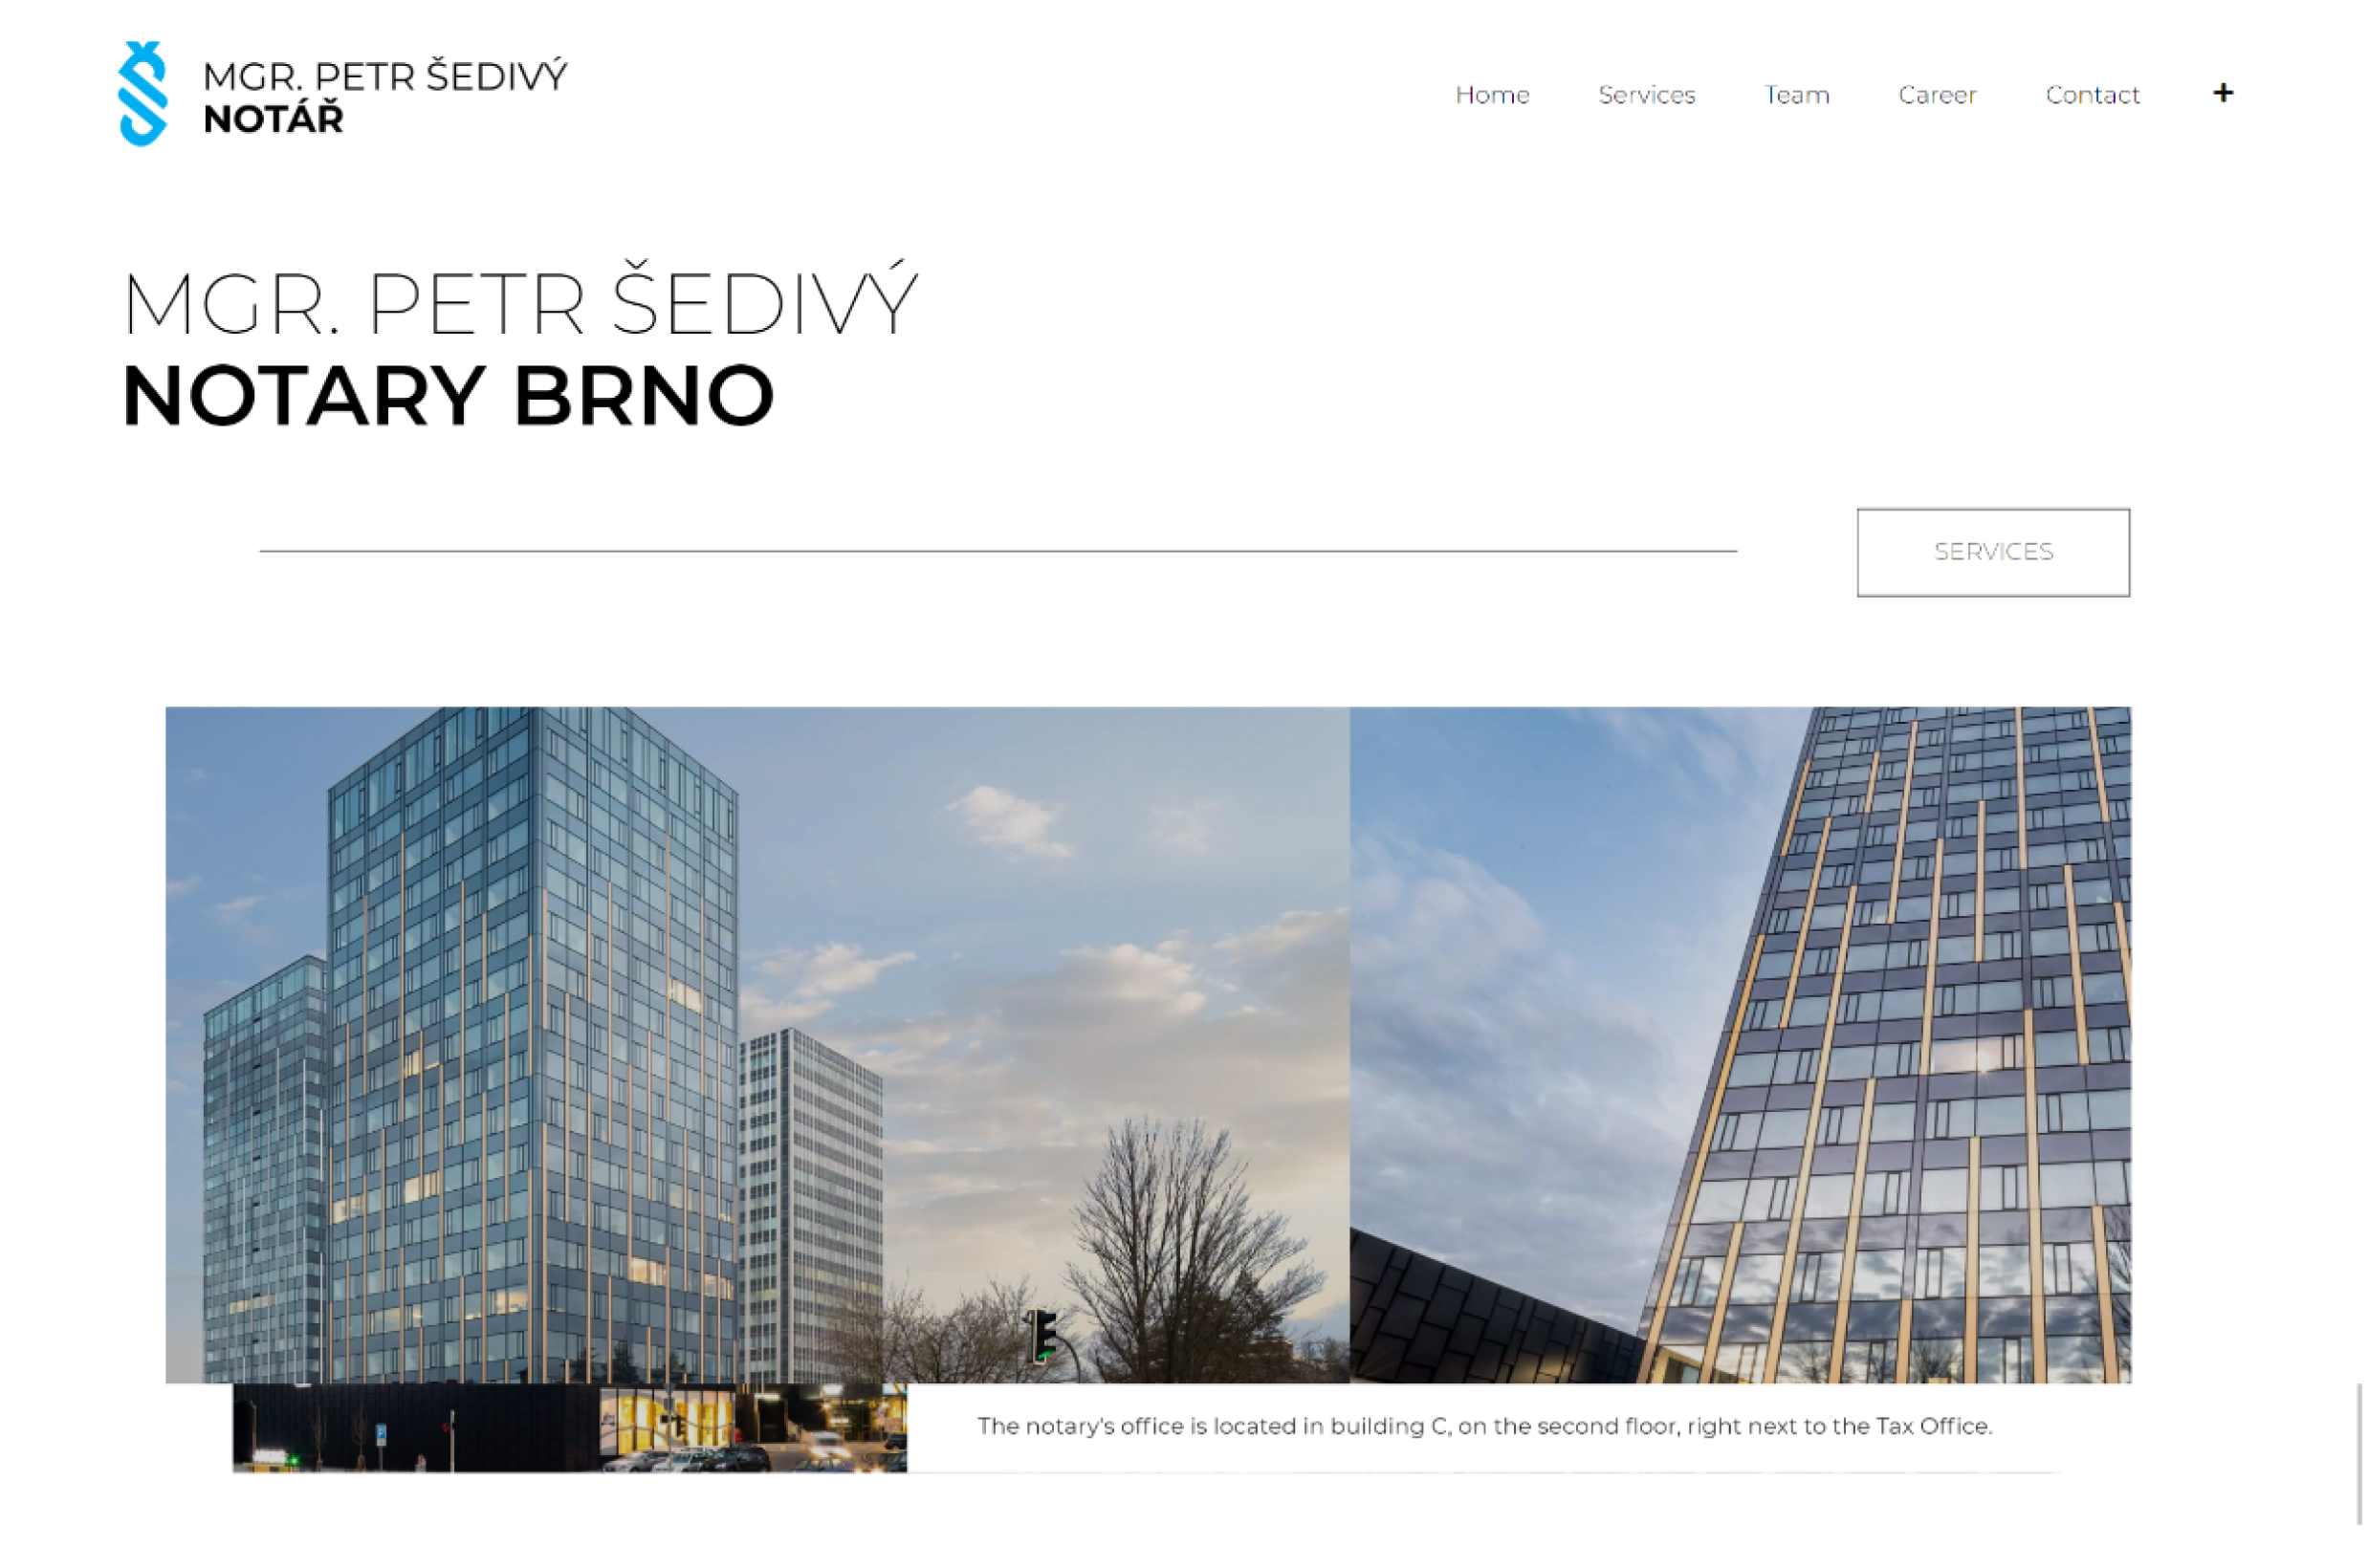 MGR. PETR ŠEDIVÝ
NOTÁŘ
Home Services Team Career Contact +
MGR. PETR ŠEDIVÝ
NOTARY BRNO
SERVICES
The notary's office is located in building C, on the second floor, right next to the Tax Office.